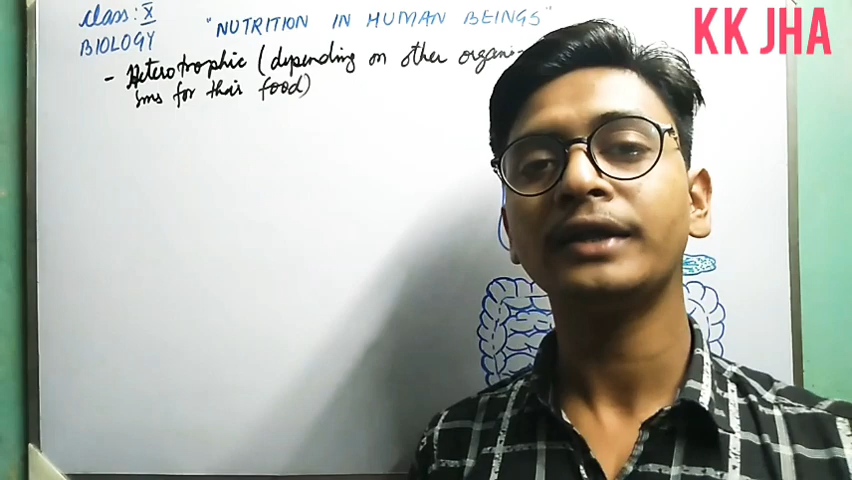 Class: X
BIOLOGY
"NUTRITION IN HUMAN BEINGS"
KK JHA
- Heterotrophic (depending on other organi-
sms for their food)